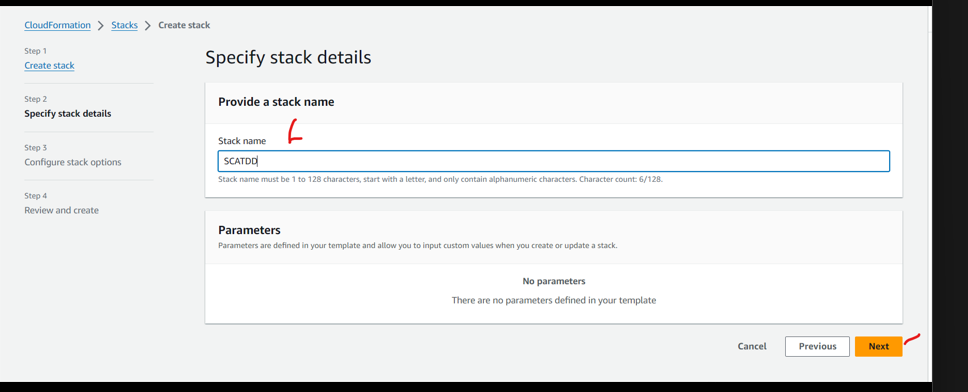 CloudFormation > Stacks > Create stack
Step 1
Create stack
Step 2
Specify stack details
Step 3
Configure stack options
Step 4
Review and create
Specify stack details
Provide a stack name
Stack name
SCATDD
Stack name must be 1 to 128 characters, start with a letter, and only contain alphanumeric characters. Character count: 6/128.
Parameters
Parameters are defined in your template and allow you to input custom values when you create or update a stack.
No parameters
There are no parameters defined in your template
Cancel Previous Next